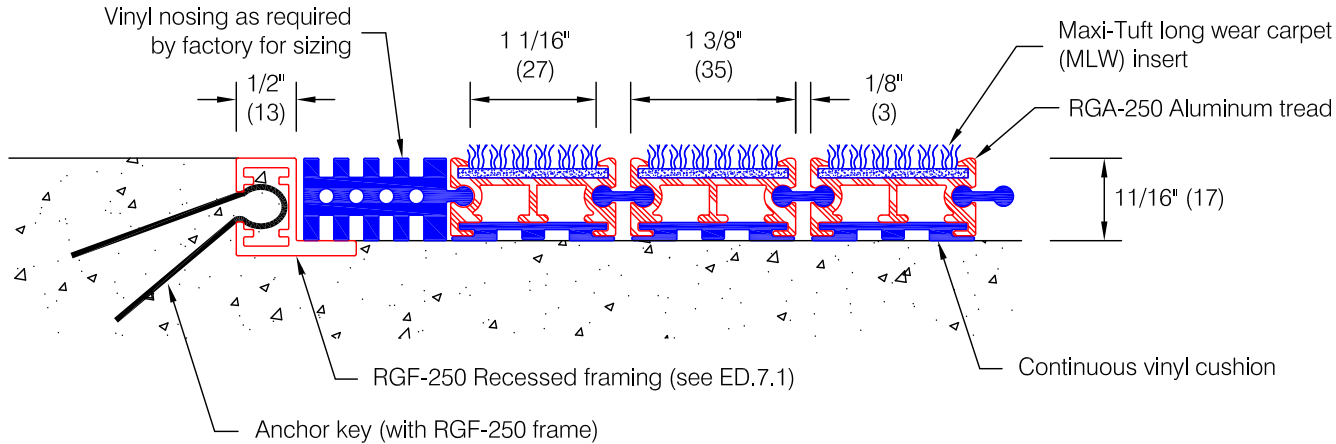 Vinyl nosing as required
by factory for sizing
1/2"
(13)
1 1/16"
(27)
1 3/8"
(35)
1/8"
(3)
Maxi-Tuft long wear carpet
(MLW) insert
RGA-250 Aluminum tread
11/16" (17)
Continuous vinyl cushion
RGF-250 Recessed framing (see ED.7.1)
Anchor key (with RGF-250 frame)